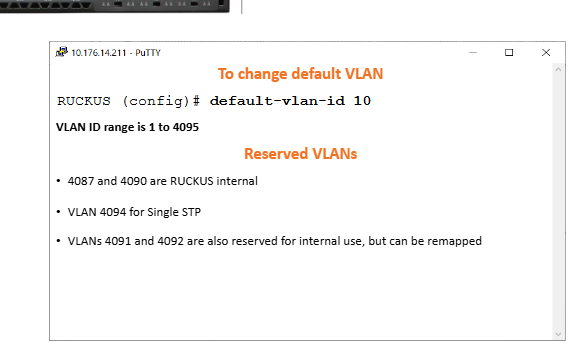 10.176.14.211 - PuTTY
To change default VLAN
RUCKUS (config)# default-vlan-id 10
VLAN ID range is 1 to 4095
Reserved VLANs
• 4087 and 4090 are RUCKUS internal
• VLAN 4094 for Single STP
• VLANs 4091 and 4092 are also reserved for internal use, but can be remapped